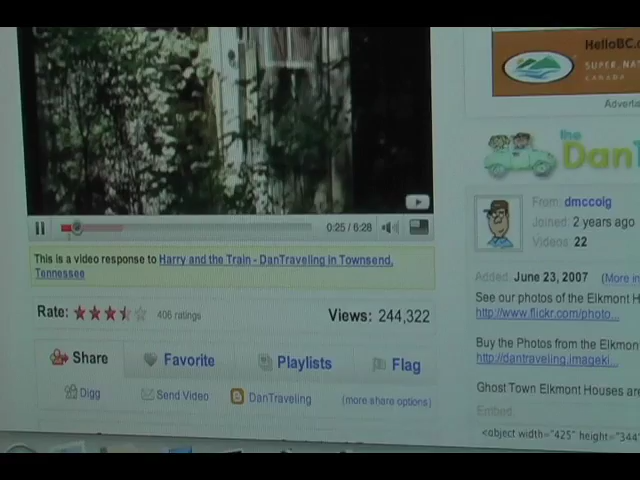 HelloBC.
SUPER, NAT
CANADA
Adverti
the
DanT
From: dmccoig
Joined: 2 years ago
Videos: 22
0:25 / 6:28
This is a video response to Harry and the Train - DanTraveling in Townsend,
Tennessee
Added: June 23, 2007 (More in
See our photos of the Elkmont H
http://www.flickr.com/photo...
Rate: 406 ratings Views: 244,322
Buy the Photos from the Elkmon
http://dantraveling.imageki...
Share Favorite Playlists Flag
Ghost Town Elkmont Houses are
Digg Send Video DanTraveling (more share options)
Embed
<object width="425" height="344"